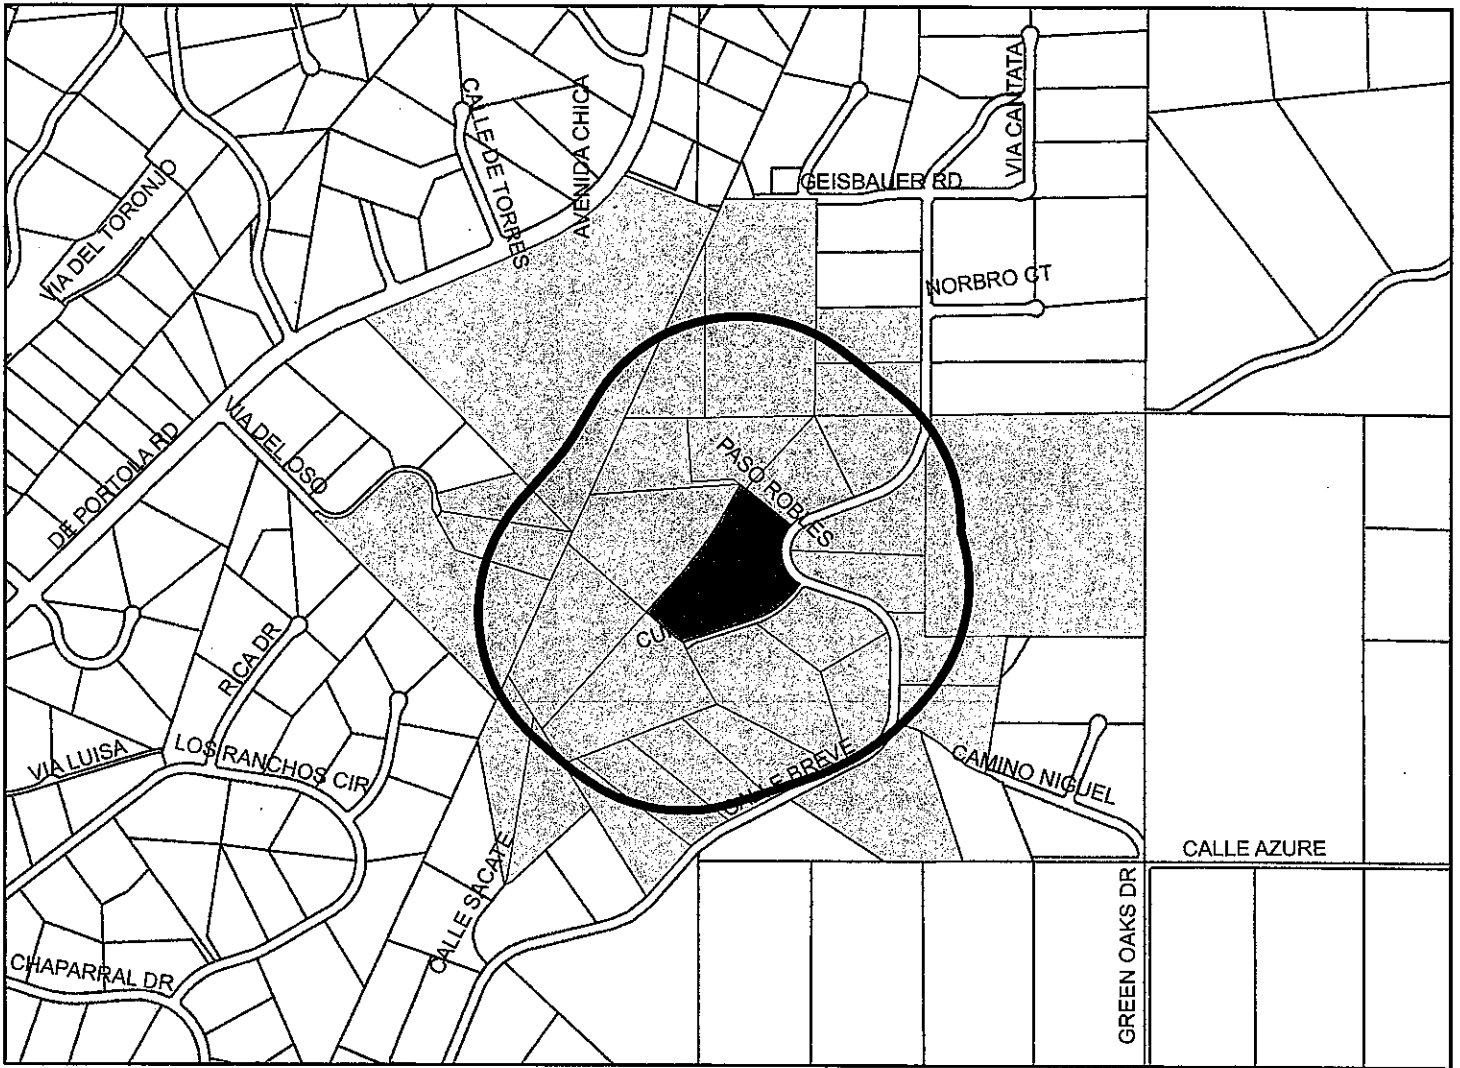 VIA CANTATA
CALLE DE TORRES
AVENIDA CHICA
GEISBAUER RD
VIA DEL TORONJO
NORBRO CT
VIA DEL OSO
DE PORTOLA RD
PASO ROBLES
CU
RICA DR
VIA LUISA
LOS RANCHOS CIR
CALLE BREVE
CAMINO NIGUEL
CALLE AZURE
CALLE SACATE
GREEN OAKS DR
CHAPARRAL DR